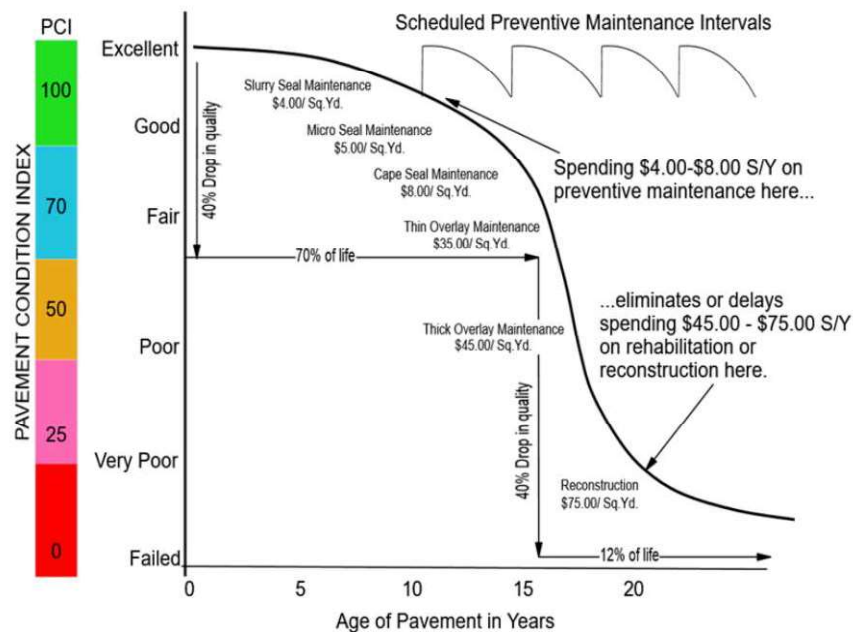 PCI
Scheduled Preventive Maintenance Intervals
Excellent
100
Slurry Seal Maintenance
$4.00/ Sq.Yd.
Good
Micro Seal Maintenance
$5.00/ Sq.Yd.
40% Drop in quality
Spending $4.00-$8.00 S/Y on
preventive maintenance here...
Cape Seal Maintenance
$8.00/ Sq.Yd.
70
Fair
Thin Overlay Maintenance
$35.00/ Sq.Yd.
70% of life
PAVEMENT CONDITION INDEX
50
...eliminates or delays
spending $45.00 - $75.00 S/Y
on rehabilitation or
reconstruction here.
Thick Overlay Maintenance
$45.00/ Sq.Yd.
Poor
25
40% Drop in quality
Very Poor
Reconstruction
$75.00/ Sq.Yd.
0
Failed
12% of life
0
5
10
15
20
Age of Pavement in Years